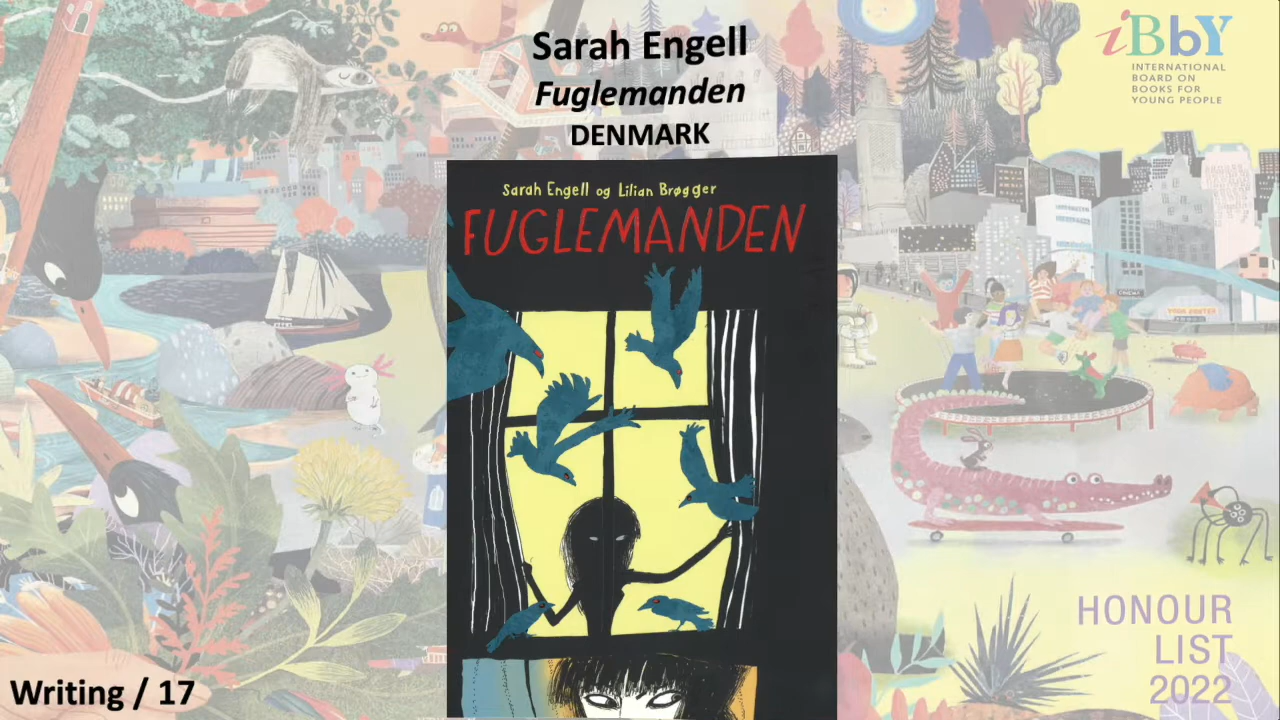 Sarah Engell
Fuglemanden
DENMARK
iBbY
INTERNATIONAL
BOARD ON
BOOKS FOR
YOUNG PEOPLE
Sarah Engell og Lilian Brøgger
FUGLEMANDEN
CINEMA
HONOUR
LIST
2022
Writing / 17